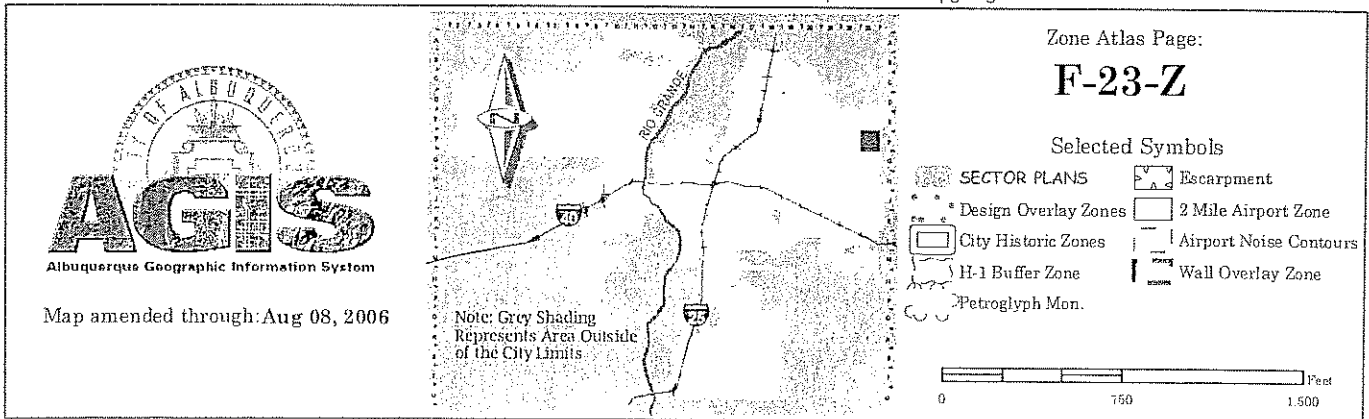 CITY OF ALBUQUERQUE
AGIS
Albuquerque Geographic Information System
Map amended through: Aug 08, 2006
RIO GRANDE
40
25
Note: Grey Shading
Represents Area Outside
of the City Limits
Zone Atlas Page:
F-23-Z
Selected Symbols
SECTOR PLANS
Design Overlay Zones
City Historic Zones
H-1 Buffer Zone
Petroglyph Mon.
Escarpment
2 Mile Airport Zone
Airport Noise Contours
Wall Overlay Zone
Feet
0 750 1,500